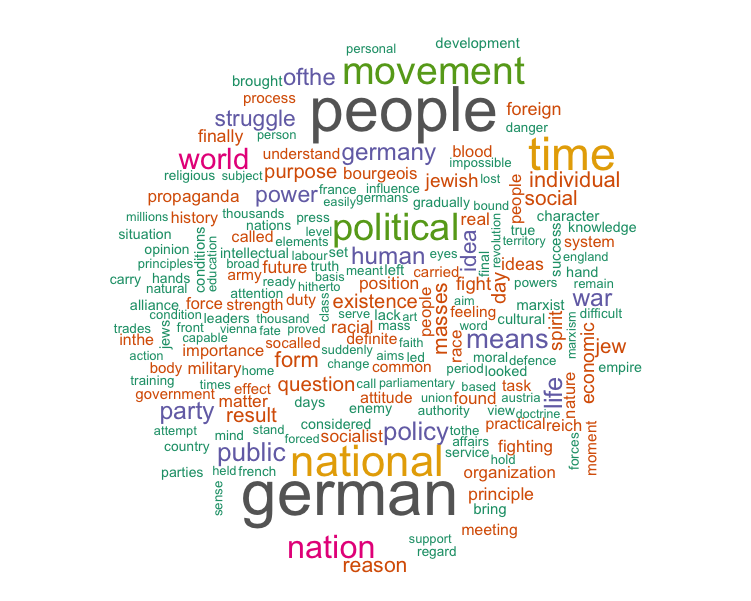 development
personal
movement
ofthe
brought
process
people
foreign
struggle
danger
person
finally
germany
blood
time
world
understand
impossible
religious subject
purpose
bourgeois
jewish
lost
individual
france influence
propaganda
power
easily germans gradually bound
people
social
millions history thousands press
political
real
character
nations
revolution
true
success
knowledge
situation
called
level
elements
territory
system
opinion
conditions
education
intellectual labour set
human
eyes
idea
final
england
principles broad future truth
meant left carried
ideas
hand
carry hands army ready basis position
fight
day
powers
remain
natural
attention hitherto
existence
masses
aim
marxist
war
alliance force strength duty
class
serve lack art
people
feeling
cultural
difficult
condition leaders thousand
racial mass
word
spirit
trades front vienna fate proved
definite faith
race
means
marxism
jew
inthe
jews
capable
socalled
suddenly aims led
moral defence
economic
action importance
form
change
common
period looked
empire
body military home
training times effect
question
call parliamentary based task
life
nature
government
matter
days
attitude
union found austria
party
result
enemy
authority view doctrine
attempt
stand
considered
practical reich
country mind
forced
socialist
policy
tothe
affairs
fighting
forces
moment
public
service
hold
parties held french
national
organization
sense
german
principle
bring
meeting
nation
support
regard
reason